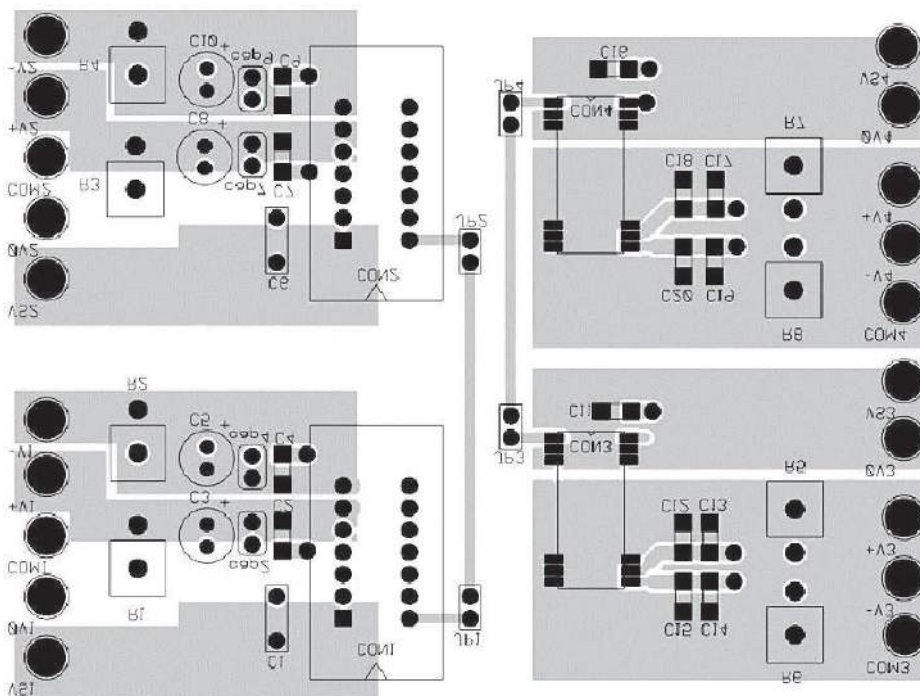 C10 +
-V2
R4
cap9
C9
+V2
C8 +
COM2
R3
cap7
C7
0V2
JP2
C6
CON2
VS2
R2
C5 +
cap4
C4
-V1
+V1
C3 +
C2
COM1
cap2
R1
0V1
C1
CON1
JP1
VS1
C16
VS4
JP4
CON4
R7
0V4
C18
C17
+V4
-V4
C20
C19
R8
COM4
C11
VS3
JP3
CON3
R5
0V3
C12
C13
+V3
-V3
C15
C14
R6
COM3